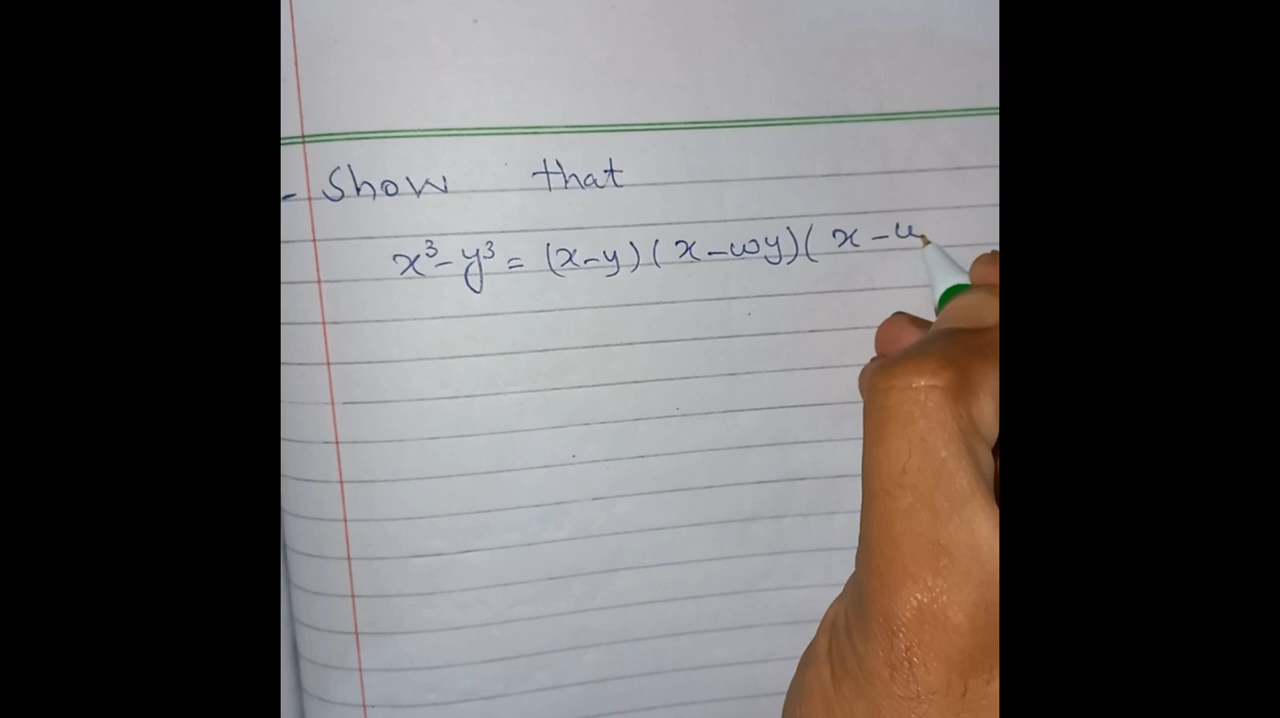 - Show that
x³-y³ = (x-y)(x-ωy)(x-